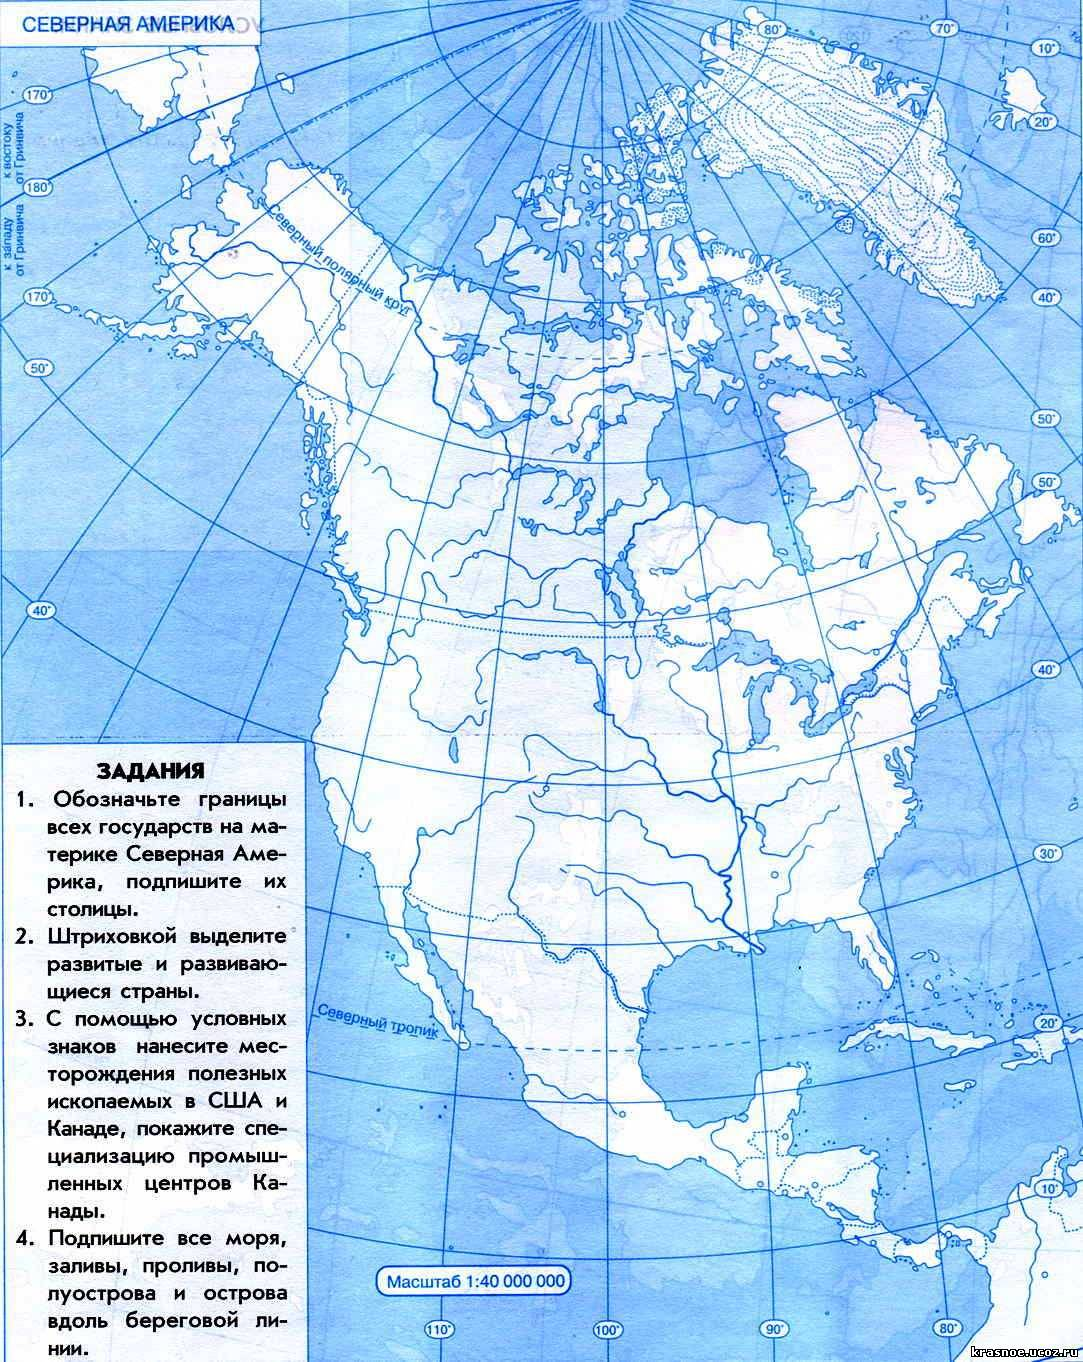 СЕВЕРНАЯ АМЕРИКА
80°
70°
10°
170°
20°
к востоку
от Гринвича
180°
к западу
от Гринвича
60°
170°
40°
Северный полярный круг
50°
50°
50°
40°
40°
30°
20°
10°
Северный тропик
ЗАДАНИЯ
1. Обозначьте границы
всех государств на ма-
терике Северная Аме-
рика, подпишите их
столицы.
2. Штриховкой выделите
развитые и развиваю-
щиеся страны.
3. С помощью условных
знаков нанесите мес-
торождения полезных
ископаемых в США и
Канаде, покажите спе-
циализацию промыш-
ленных центров Ка-
нады.
4. Подпишите все моря,
заливы, проливы, по-
луострова и острова
вдоль береговой ли-
нии.
Масштаб 1:40 000 000
110°
100°
90°
80°
krasnoe.ucoz.ru